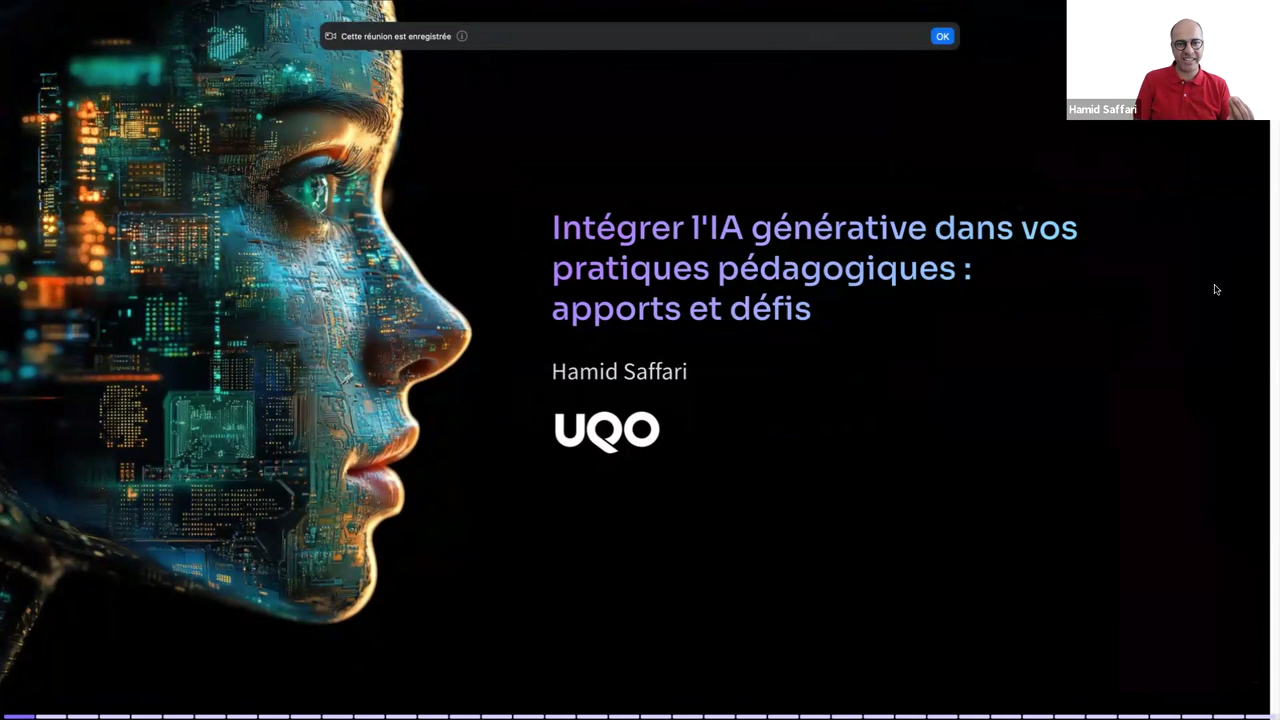 Cette réunion est enregistrée
OK
Hamid Saffari
Intégrer l'IA générative dans vos
pratiques pédagogiques :
apports et défis
Hamid Saffari
UQO